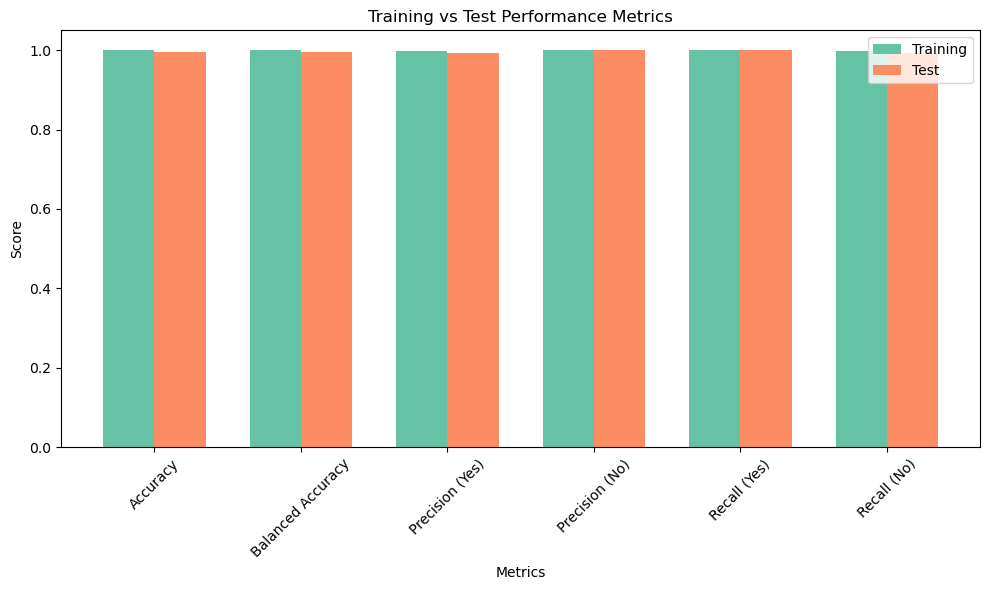 Training vs Test Performance Metrics
Training
Test
1.0
0.8
0.6
0.4
0.2
0.0
Score
Accuracy
Balanced Accuracy
Precision (Yes)
Precision (No)
Recall (Yes)
Recall (No)
Metrics